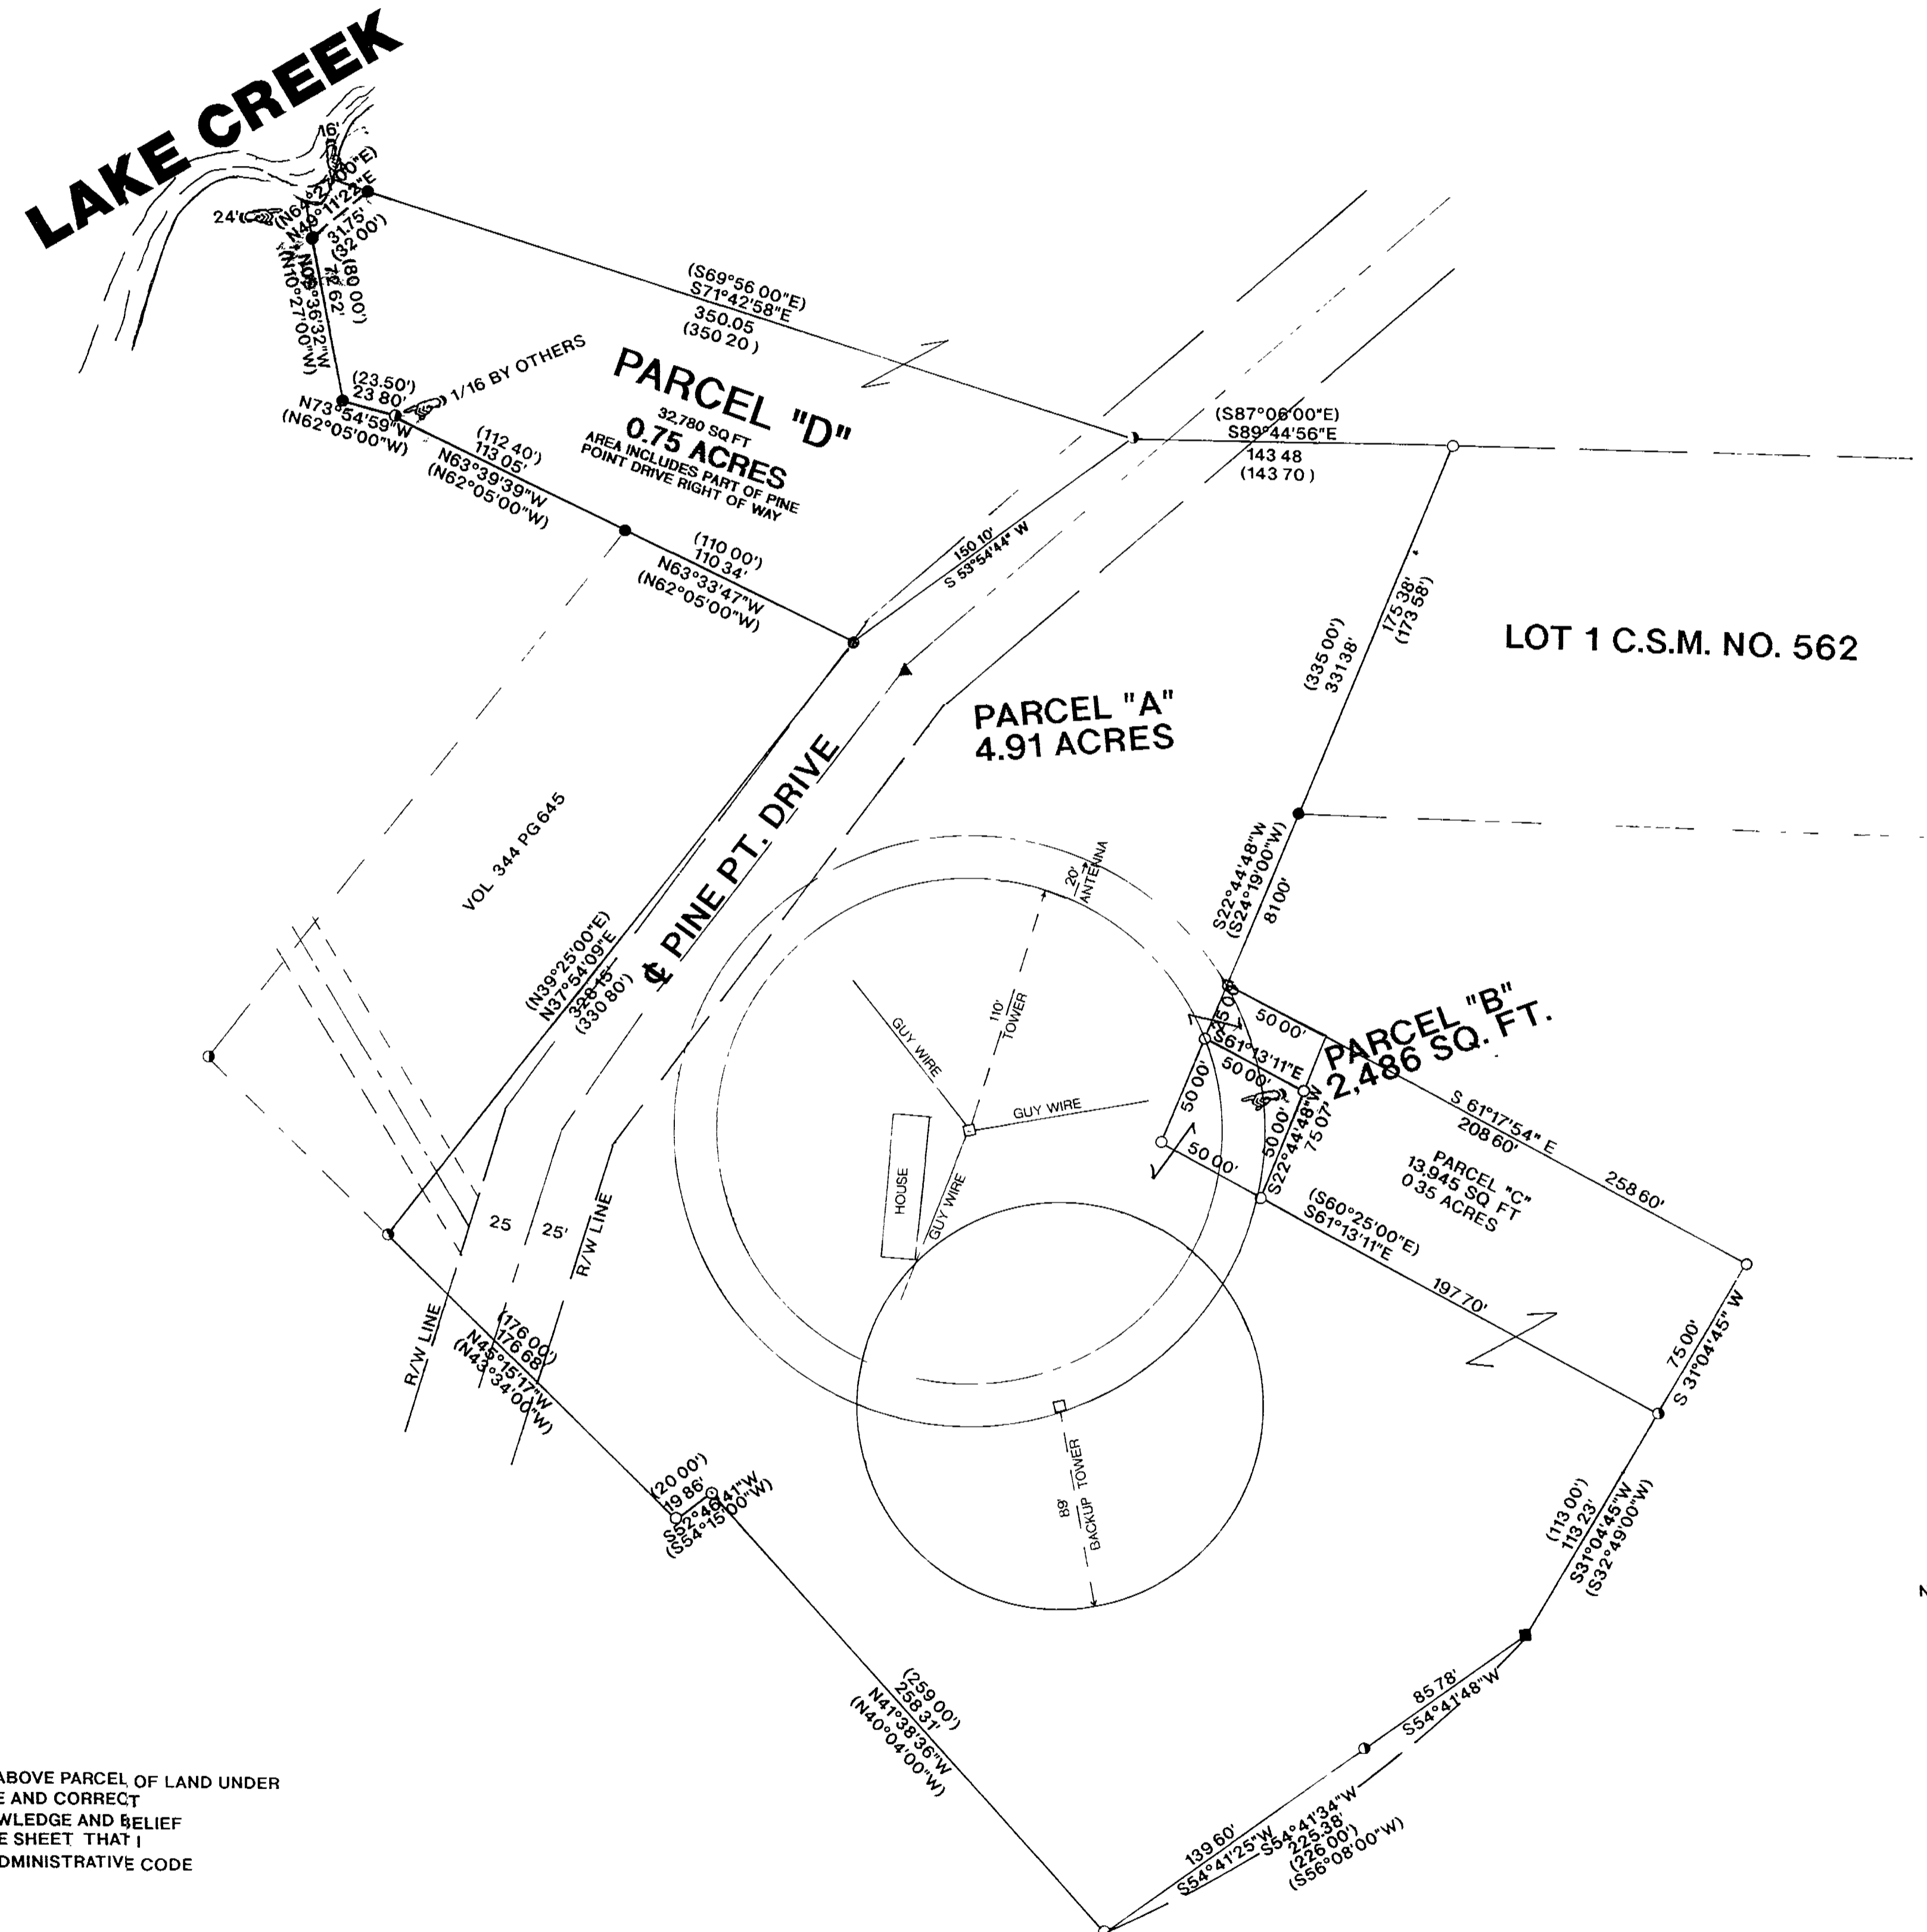 LAKE CREEK
16'
24'
(N64°27'00"E)
N49°11'22"E
31.75'
(32 00')
(80 00')
(N10°27'00"W)
(S69°56 00"E)
S71°42'58"E
350.05
(350 20 )
1/16 BY OTHERS
(23.50')
23 80'
N73°54'59"W
(N62°05'00"W)
(112 40')
113 05'
N63°39'39"W
(N62°05'00"W)
PARCEL "D"
32,780 SQ FT
0.75 ACRES
AREA INCLUDES PART OF PINE
POINT DRIVE RIGHT OF WAY
(110 00')
110 34'
N63°33'47"W
(N62°05'00"W)
150 10'
S 53°54'44" W
(S87°06'00"E)
S89°44'56"E
143 48
(143 70 )
175 38'
(173 58')
(335 00')
331 38'
LOT 1 C.S.M. NO. 562
PARCEL "A"
4.91 ACRES
VOL 344 PG 645
℄ PINE PT. DRIVE
(N39°25'00"E)
N37°54'09"E
328 15'
(330 80')
20'
ANTENNA
110'
TOWER
S22°44'48"W
(S24°19'00"W)
81 00'
GUY WIRE
GUY WIRE
GUY WIRE
HOUSE
25 00'
50 00'
S61°13'11"E
50 00'
50 00'
50 00'
50 00'
S22°44'48"W
75 07'
PARCEL "B"
2,486 SQ. FT.
S 61°17'54" E
208 60'
258 60'
PARCEL "C"
13,945 SQ FT
0 35 ACRES
(S60°25'00"E)
S61°13'11"E
197 70'
75 00'
S 31°04'45" W
25
25'
R/W LINE
R/W LINE
(176 00')
176 68'
N45°15'17"W
(N43°34'00"W)
(20 00')
19 86'
S52°46'41"W
(S54°15'00"W)
89'
BACKUP TOWER
(113 00')
113 23'
S31°04'45"W
(S32°49'00"W)
(259 00')
258 31'
N41°38'36"W
(N40°04'00"W)
85 78'
S54°41'48"W
139 60'
S54°41'25"W
S54°41'34"W
225.38'
(226 00')
(S56°08'00"W)
ABOVE PARCEL OF LAND UNDER
E AND CORRECT
WLEDGE AND BELIEF
E SHEET THAT I
DMINISTRATIVE CODE